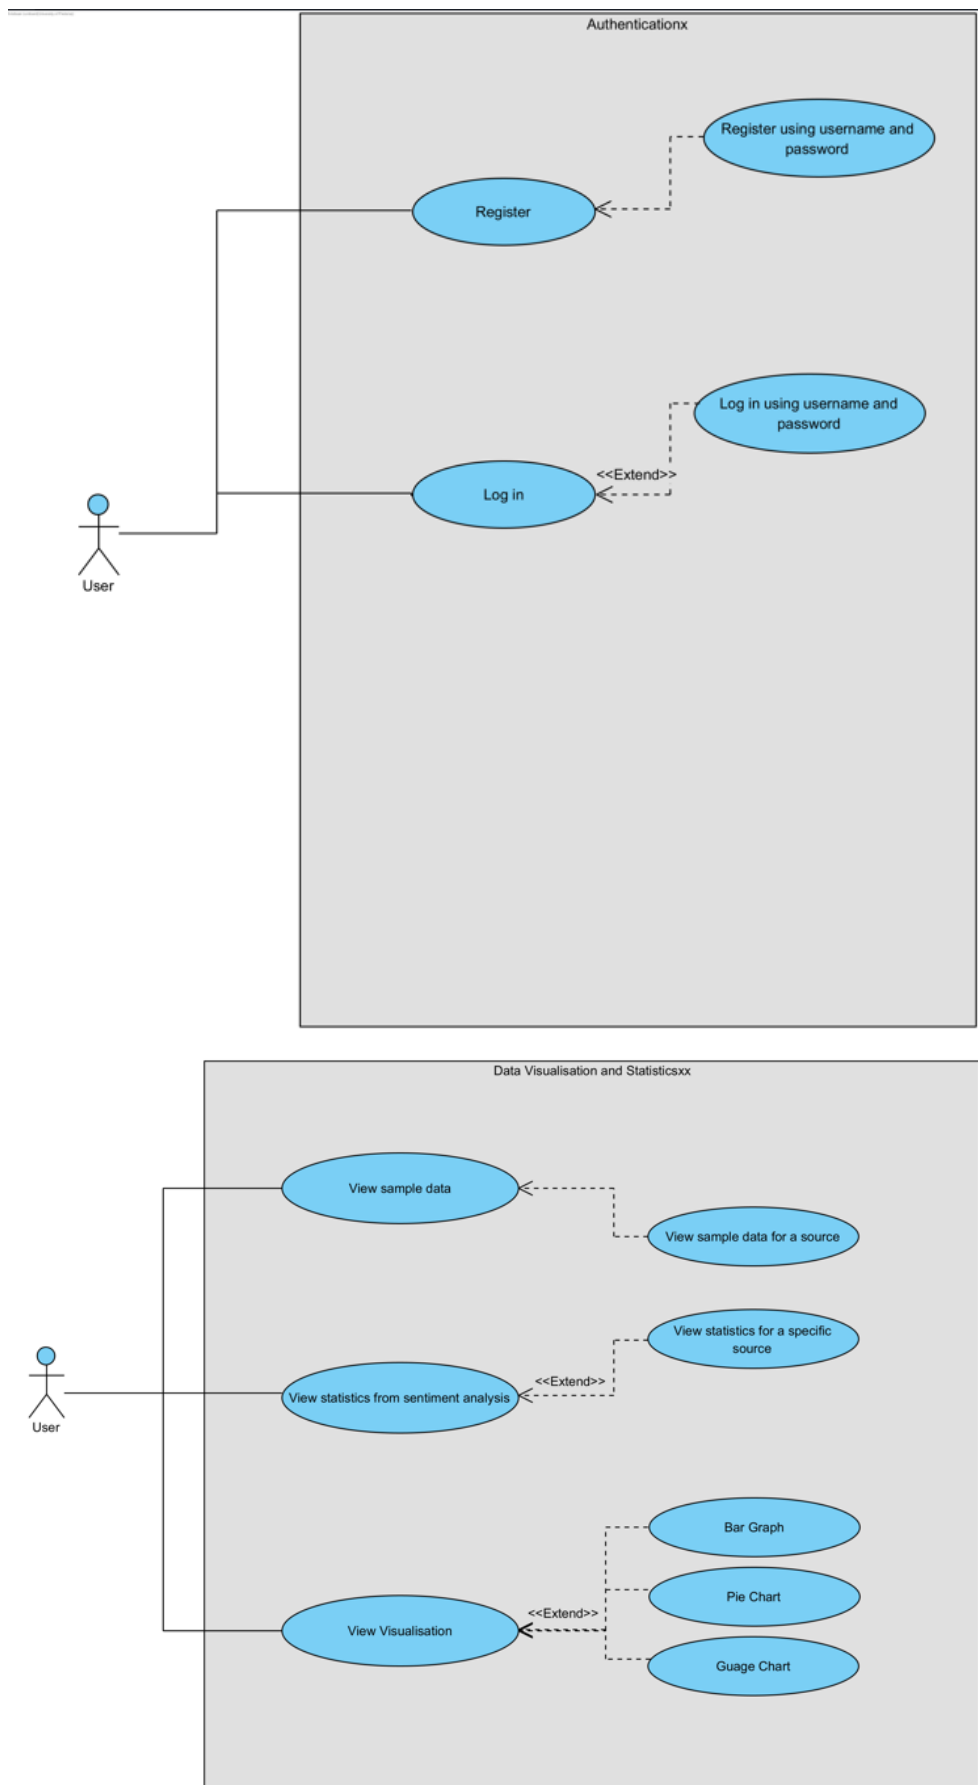 Authenticationx
Register using username and
password
Register
Log in using username and
password
<<Extend>>
Log in
User
Data Visualisation and Statisticsxx
View sample data
View sample data for a source
View statistics for a specific
source
<<Extend>>
View statistics from sentiment analysis
User
Bar Graph
Pie Chart
<<Extend>>
View Visualisation
Guage Chart